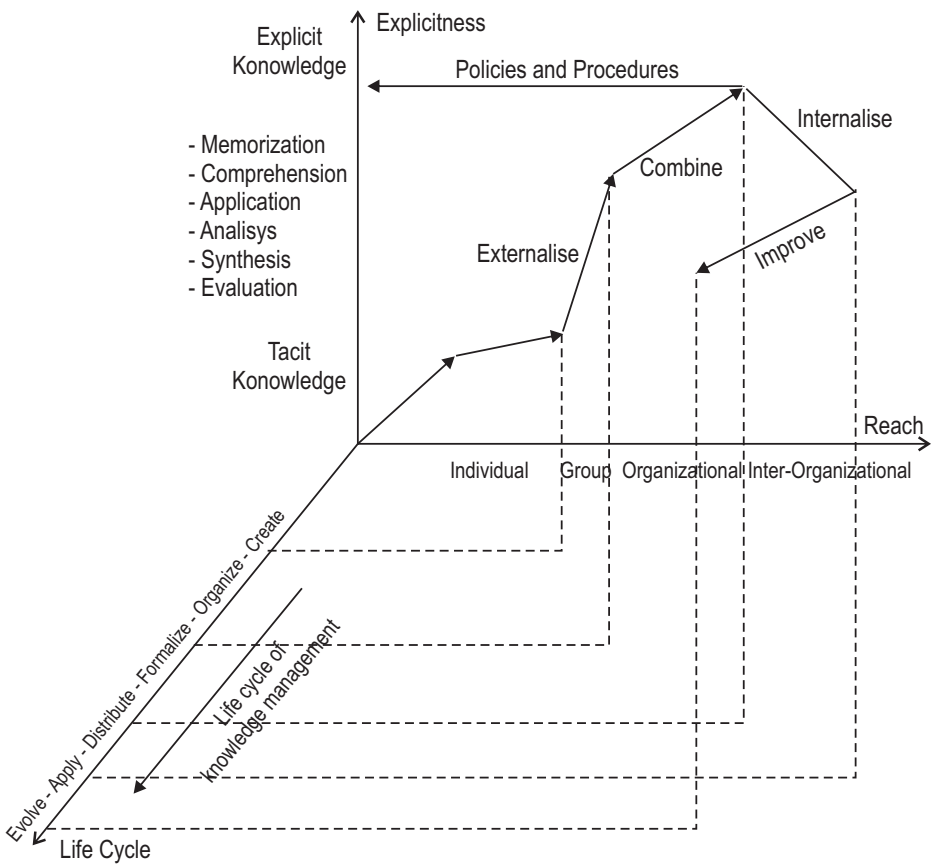 Explicitness
Explicit
Konowledge
Policies and Procedures
Internalise
- Memorization
- Comprehension
- Application
- Analisys
- Synthesis
- Evaluation
Combine
Externalise
Improve
Tacit
Konowledge
Reach
Individual
Group
Organizational
Inter-Organizational
Evolve - Apply - Distribute - Formalize - Organize - Create
Life cycle of
knowledge management
Life Cycle